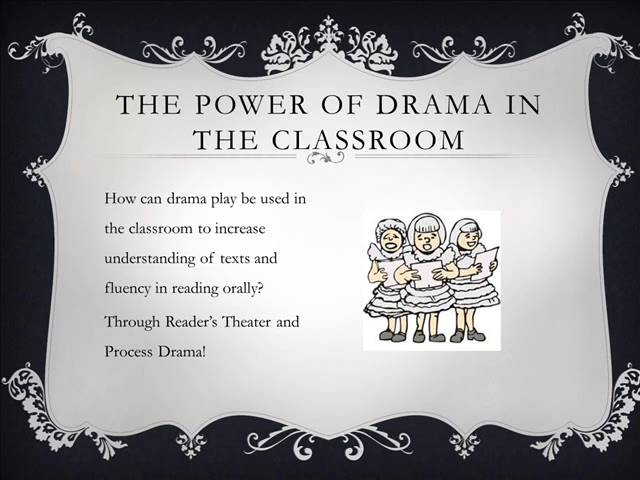 THE POWER OF DRAMA IN
THE CLASSROOM
How can drama play be used in
the classroom to increase
understanding of texts and
fluency in reading orally?
Through Reader’s Theater and
Process Drama!